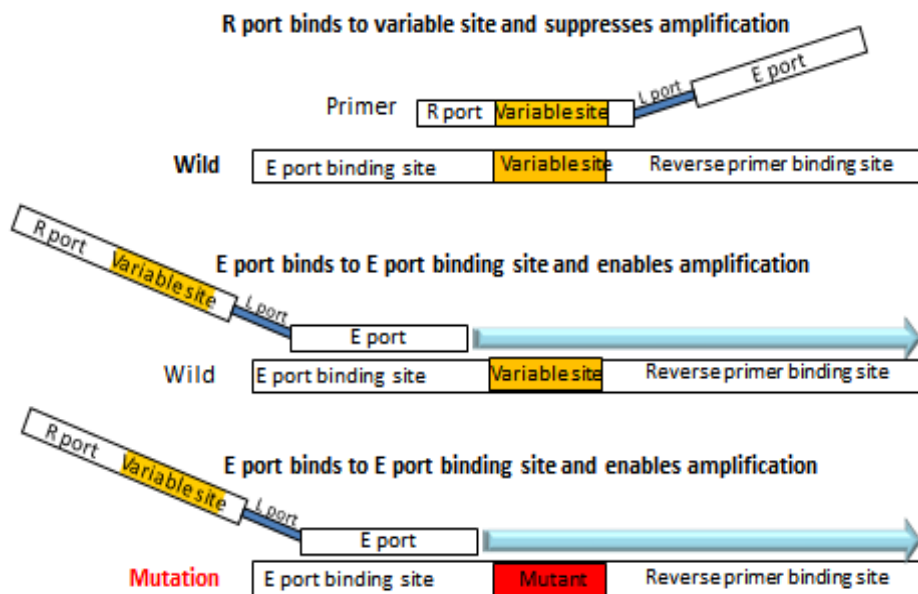 R port binds to variable site and suppresses amplification
E port
L port
Primer R port Variable site
Wild E port binding site Variable site Reverse primer binding site
R port Variable site L port
E port binds to E port binding site and enables amplification
E port
Wild E port binding site Variable site Reverse primer binding site
R port Variable site L port
E port binds to E port binding site and enables amplification
E port
Mutation E port binding site Mutant Reverse primer binding site